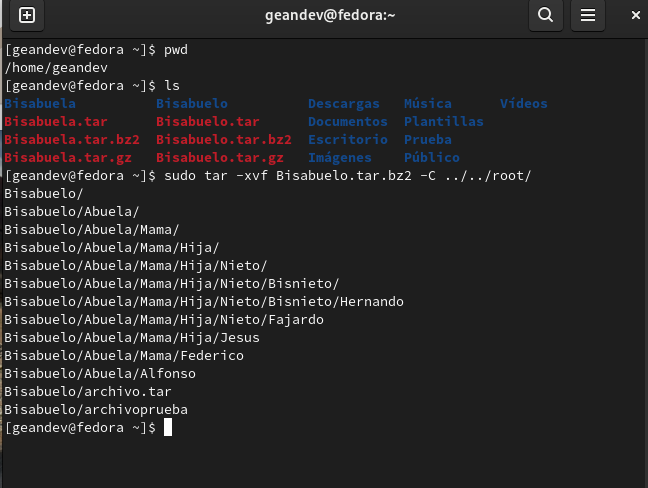 geandev@fedora:~
[geandev@fedora ~]$ pwd
/home/geandev
[geandev@fedora ~]$ ls
Bisabuela Bisabuelo Descargas Música Vídeos
Bisabuela.tar Bisabuelo.tar Documentos Plantillas
Bisabuela.tar.bz2 Bisabuelo.tar.bz2 Escritorio Prueba
Bisabuela.tar.gz Bisabuelo.tar.gz Imágenes Público
[geandev@fedora ~]$ sudo tar -xvf Bisabuelo.tar.bz2 -C ../../root/
Bisabuelo/
Bisabuelo/Abuela/
Bisabuelo/Abuela/Mama/
Bisabuelo/Abuela/Mama/Hija/
Bisabuelo/Abuela/Mama/Hija/Nieto/
Bisabuelo/Abuela/Mama/Hija/Nieto/Bisnieto/
Bisabuelo/Abuela/Mama/Hija/Nieto/Bisnieto/Hernando
Bisabuelo/Abuela/Mama/Hija/Nieto/Fajardo
Bisabuelo/Abuela/Mama/Hija/Jesus
Bisabuelo/Abuela/Mama/Federico
Bisabuelo/Abuela/Alfonso
Bisabuelo/archivo.tar
Bisabuelo/archivoprueba
[geandev@fedora ~]$